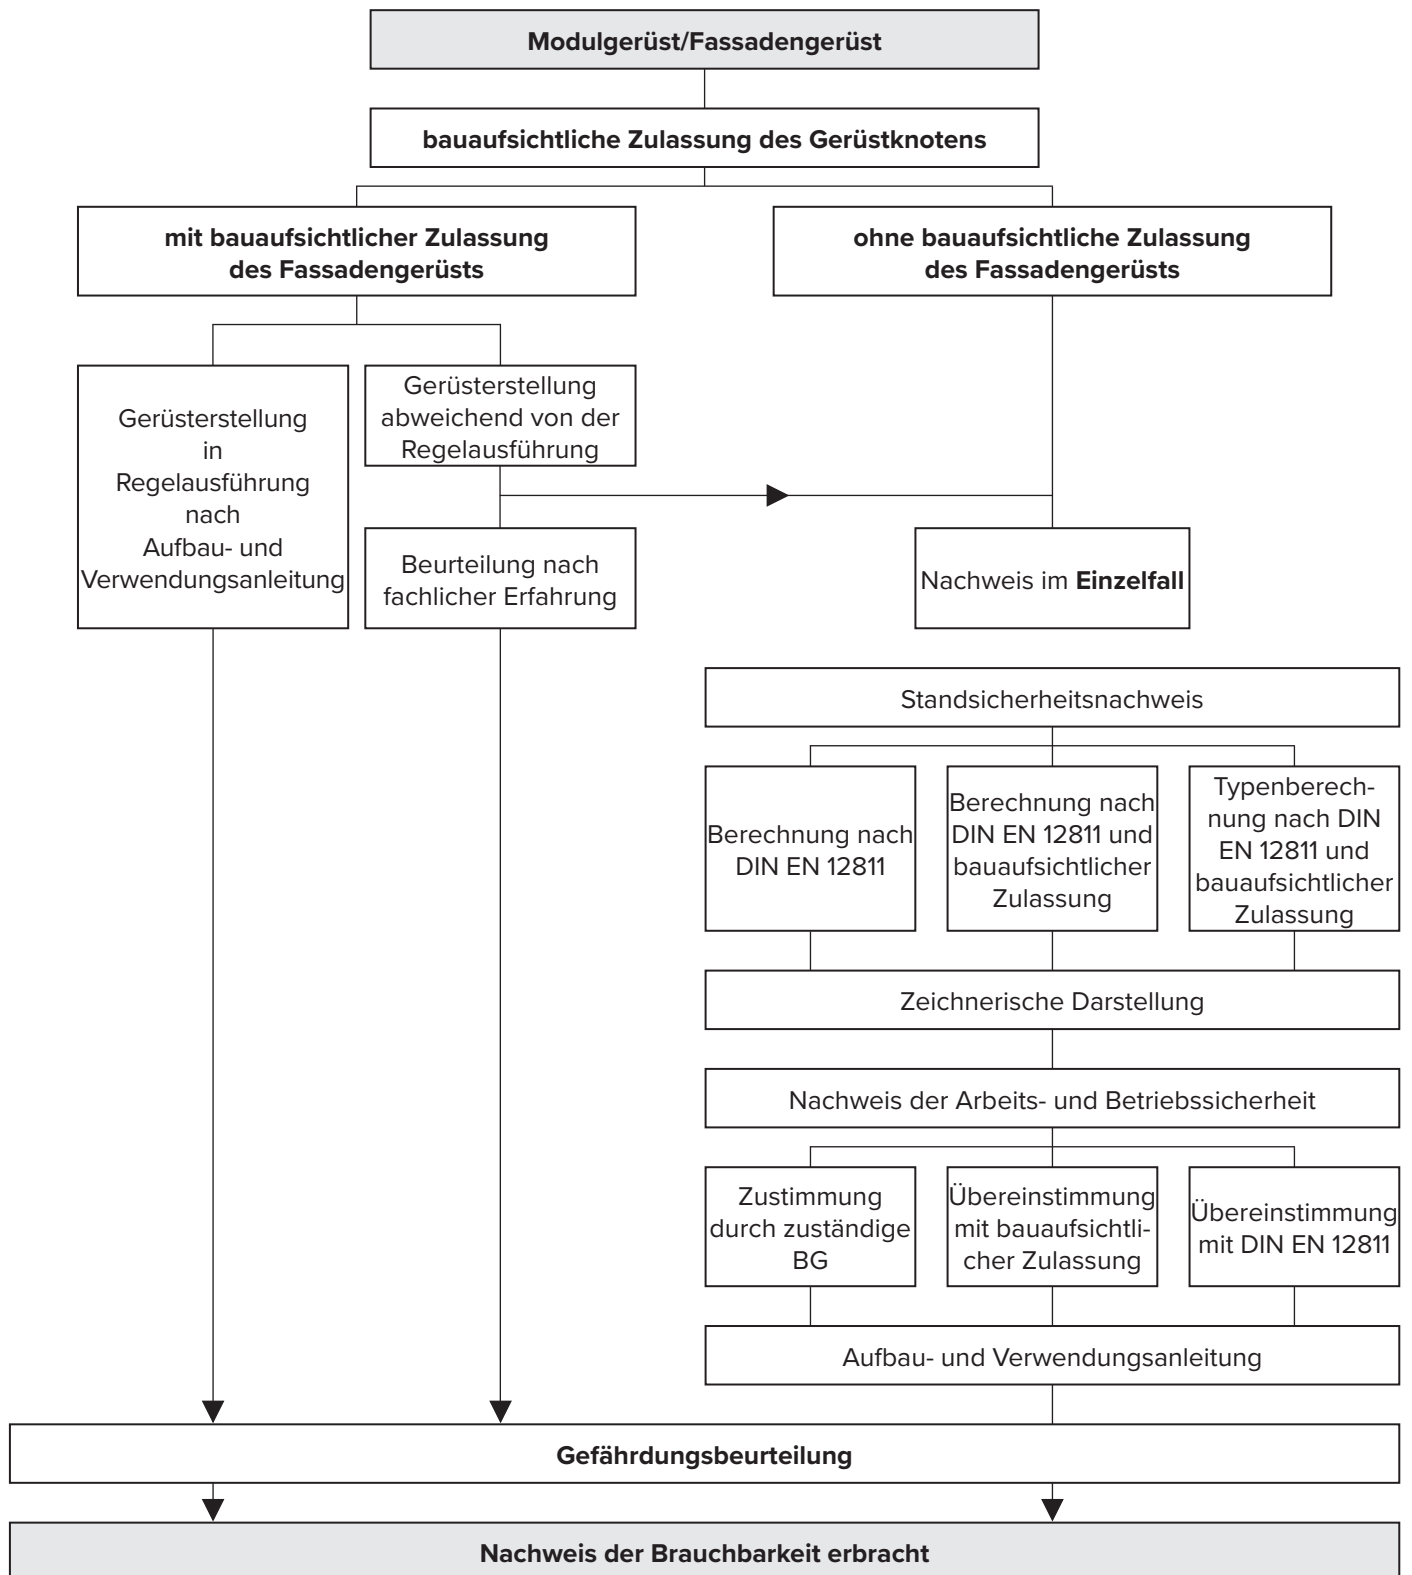 Modulgerüst/Fassadengerüst
bauaufsichtliche Zulassung des Gerüstknotens
mit bauaufsichtlicher Zulassung
des Fassadengerüsts
ohne bauaufsichtliche Zulassung
des Fassadengerüsts
Gerüsterstellung
in
Regelausführung
nach
Aufbau- und
Verwendungsanleitung
Gerüsterstellung
abweichend von der
Regelausführung
Beurteilung nach
fachlicher Erfahrung
Nachweis im Einzelfall
Standsicherheitsnachweis
Berechnung nach
DIN EN 12811
Berechnung nach
DIN EN 12811 und
bauaufsichtlicher
Zulassung
Typenberech-
nung nach DIN
EN 12811 und
bauaufsichtlicher
Zulassung
Zeichnerische Darstellung
Nachweis der Arbeits- und Betriebssicherheit
Zustimmung
durch zuständige
BG
Übereinstimmung
mit bauaufsichtli-
cher Zulassung
Übereinstimmung
mit DIN EN 12811
Aufbau- und Verwendungsanleitung
Gefährdungsbeurteilung
Nachweis der Brauchbarkeit erbracht